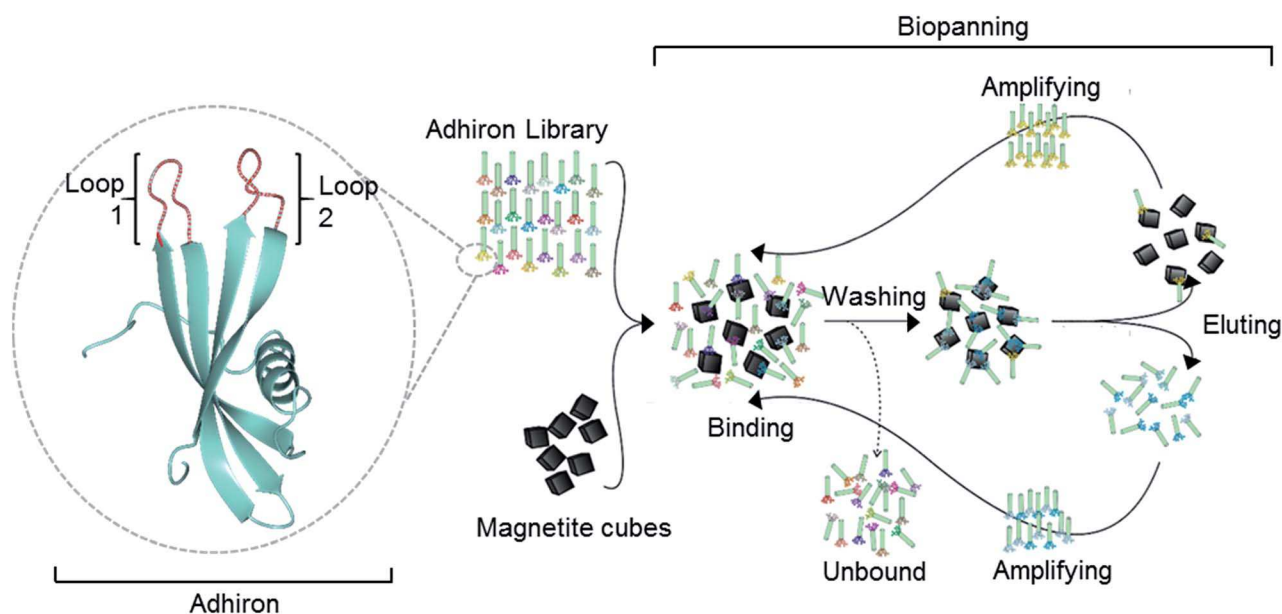 Biopanning
Amplifying
Adhiron Library
Loop
1
Loop
2
Washing
Eluting
Binding
Magnetite cubes
Unbound
Amplifying
Adhiron